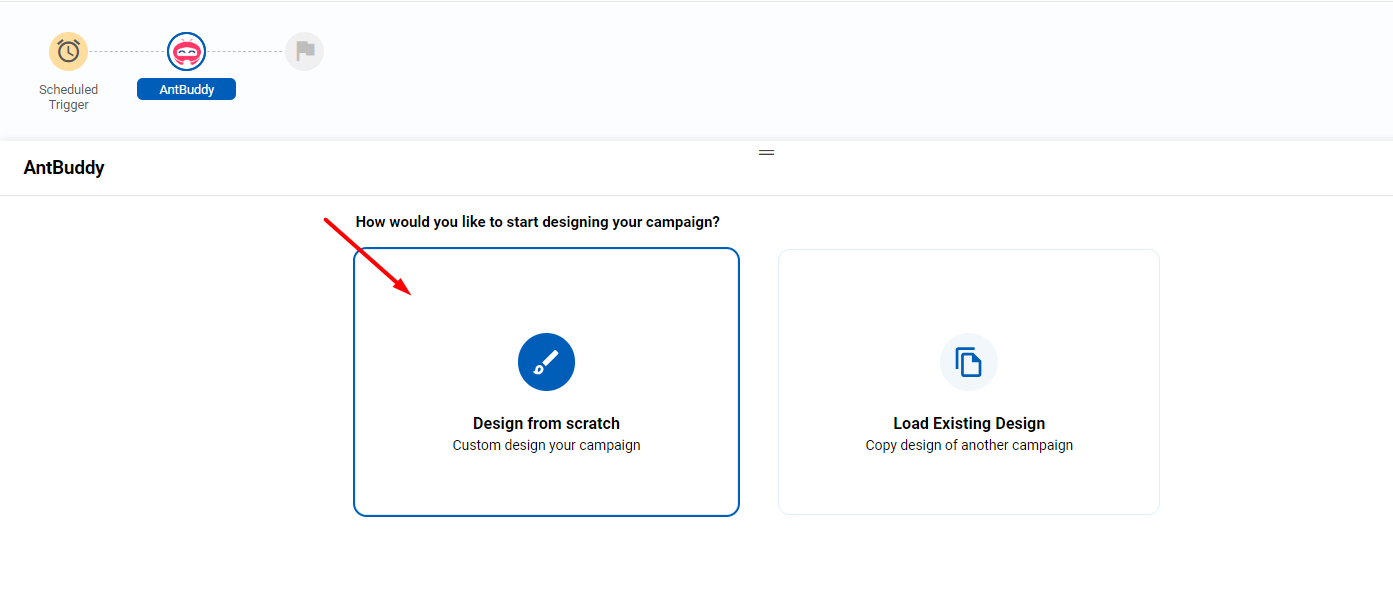 Scheduled
Trigger
AntBuddy
AntBuddy
How would you like to start designing your campaign?
Design from scratch
Custom design your campaign
Load Existing Design
Copy design of another campaign